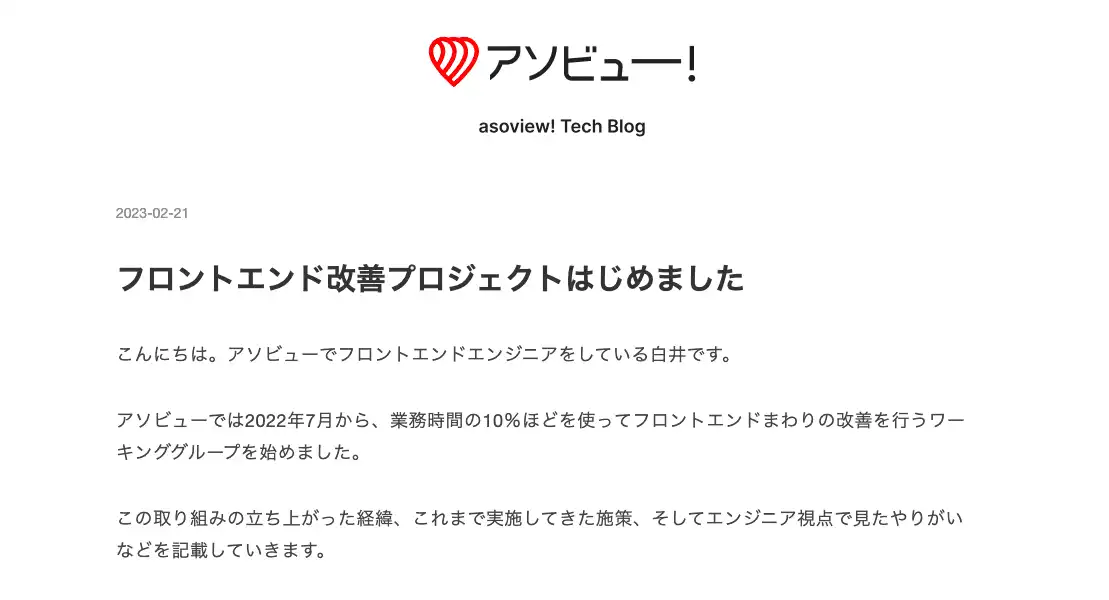 アソビュー!
asoview! Tech Blog
2023-02-21
フロントエンド改善プロジェクトはじめました
こんにちは。アソビューでフロントエンドエンジニアをしている白井です。
アソビューでは2022年7月から、業務時間の10%ほどを使ってフロントエンドまわりの改善を行うワー
キンググループを始めました。
この取り組みの立ち上がった経緯、これまで実施してきた施策、そしてエンジニア視点で見たやりがい
などを記載していきます。